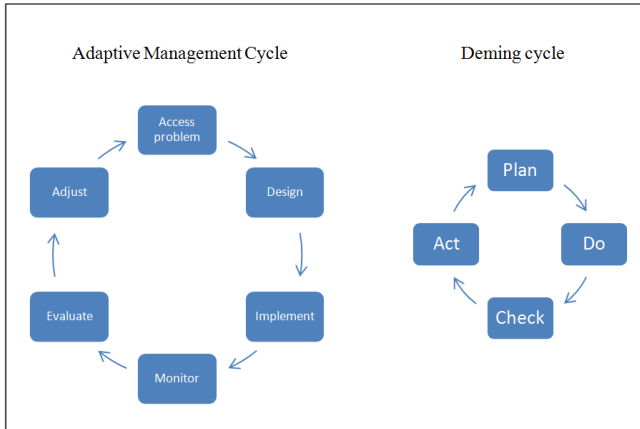 Adaptive Management Cycle
Access
problem
Design
Implement
Monitor
Evaluate
Adjust
Deming cycle
Plan
Do
Check
Act